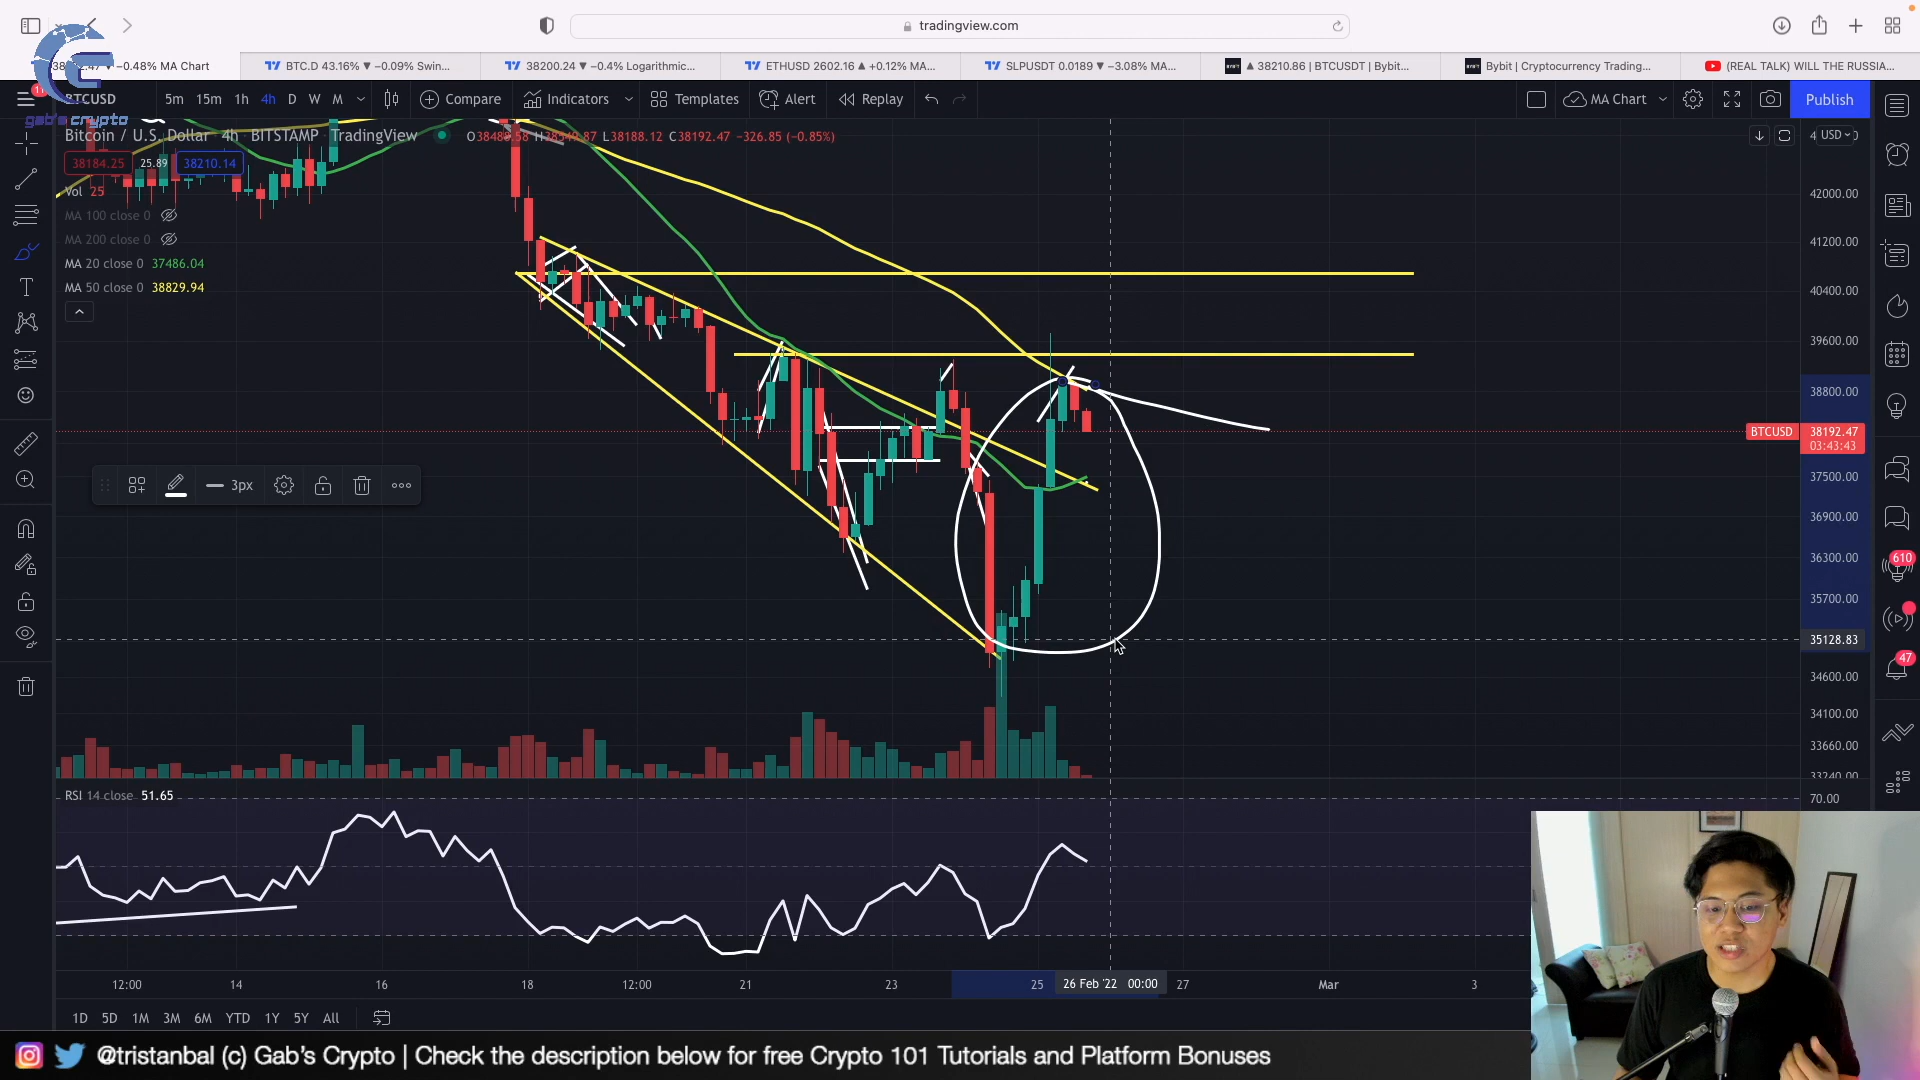 tradingview.com
−0.48% MA Chart
BTC.D 43.16% ▼ −0.09% Swin...
38200.24 ▼ −0.4% Logarithmic...
ETHUSD 2602.16 ▲ +0.12% MA...
SLPUSDT 0.0189 ▼ −3.08% MA...
▲ 38210.86 | BTCUSDT | Bybit...
Bybit | Cryptocurrency Trading...
(REAL TALK) WILL THE RUSSIA...
BTCUSD
5m 15m 1h 4h D W M
Compare
Indicators
Templates
Alert
Replay
MA Chart
Publish
gab's crypto
Bitcoin / U.S. Dollar · 4h · BITSTAMP · TradingView
L38188.12 C38192.47 −326.85 (−0.85%)
USD
38184.25 25.89 38210.14
Vol 25
MA 100 close 0
MA 200 close 0
MA 20 close 0 37486.04
MA 50 close 0 38829.94
3px
42000.00
41200.00
40400.00
39600.00
38800.00
BTCUSD 38192.47
03:43:43
37500.00
36900.00
36300.00
35700.00
35128.83
34600.00
34100.00
33660.00
33240.00
610
47
RSI 14 close 51.65
70.00
12:00 14 16 18 12:00 21 23 25 26 Feb '22 00:00 27 Mar 3
1D 5D 1M 3M 6M YTD 1Y 5Y All
@tristanbal (c) Gab's Crypto | Check the description below for free Crypto 101 Tutorials and Platform Bonuses